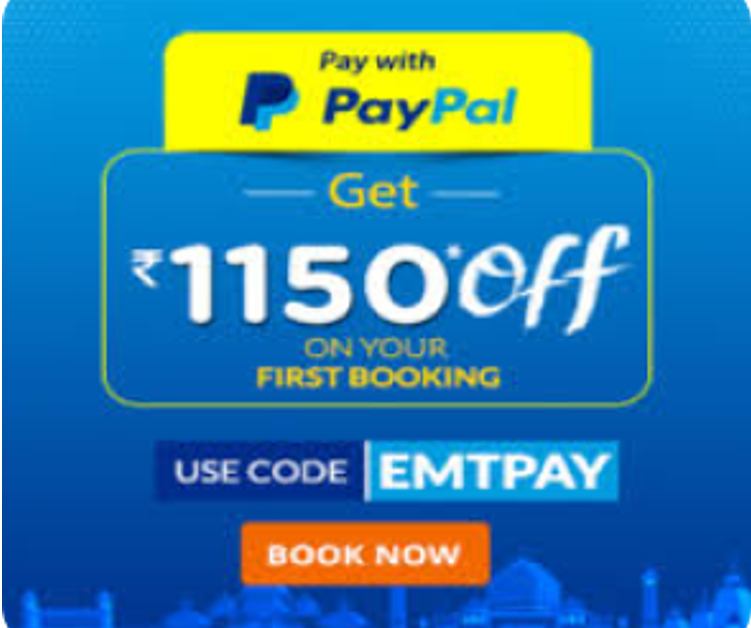 Pay with
PayPal
Get
₹1150*off
ON YOUR
FIRST BOOKING
USE CODE EMTPAY
BOOK NOW